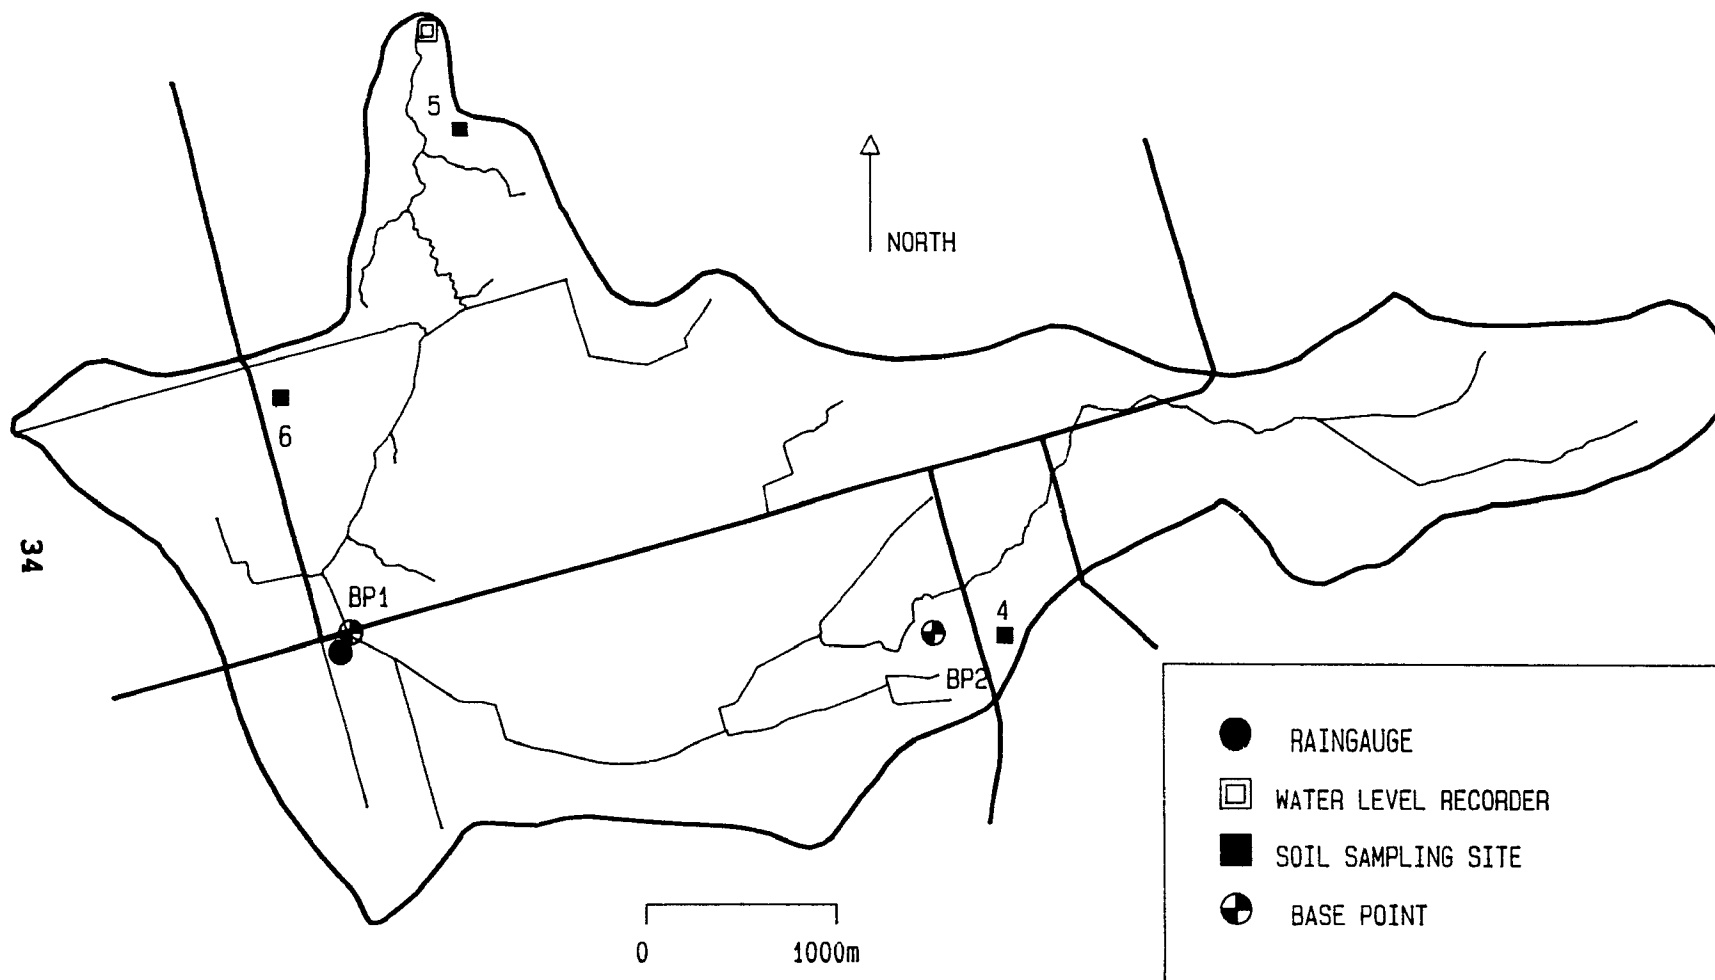 5
NORTH
6
34
BP1
4
BP2
RAINGAUGE
WATER LEVEL RECORDER
SOIL SAMPLING SITE
BASE POINT
0 1000m